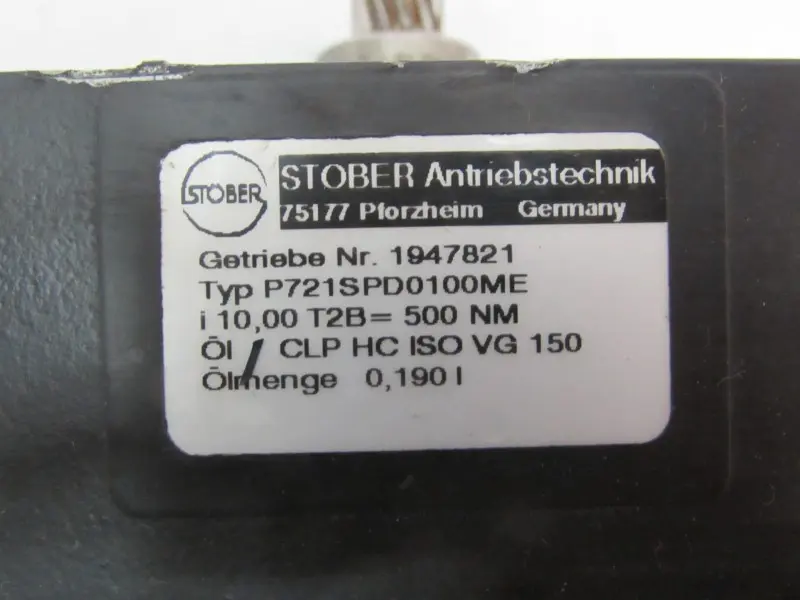 STÖBER
STÖBER Antriebstechnik
75177 Pforzheim Germany
Getriebe Nr. 1947821
Typ P721SPD0100ME
i 10,00 T2B= 500 NM
Öl CLP HC ISO VG 150
Ölmenge 0,190 l